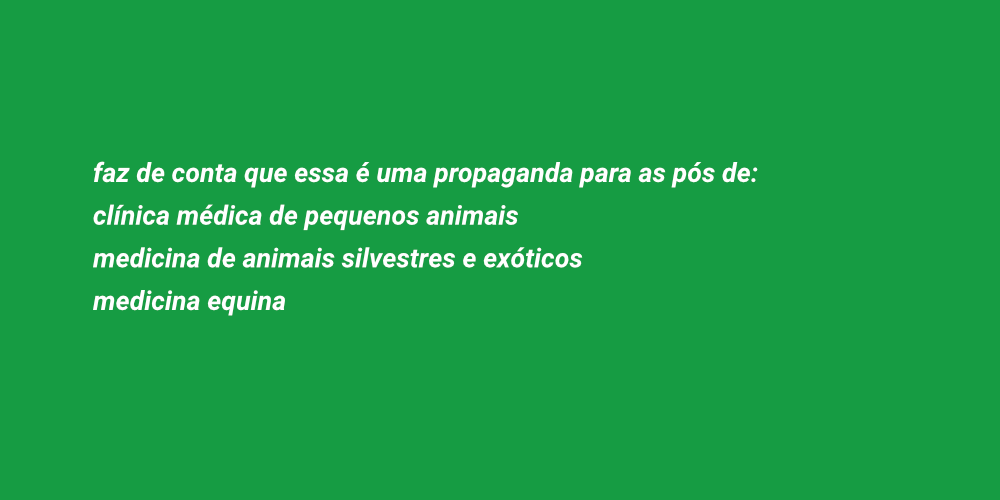 faz de conta que essa é uma propaganda para as pós de:
clínica médica de pequenos animais
medicina de animais silvestres e exóticos
medicina equina